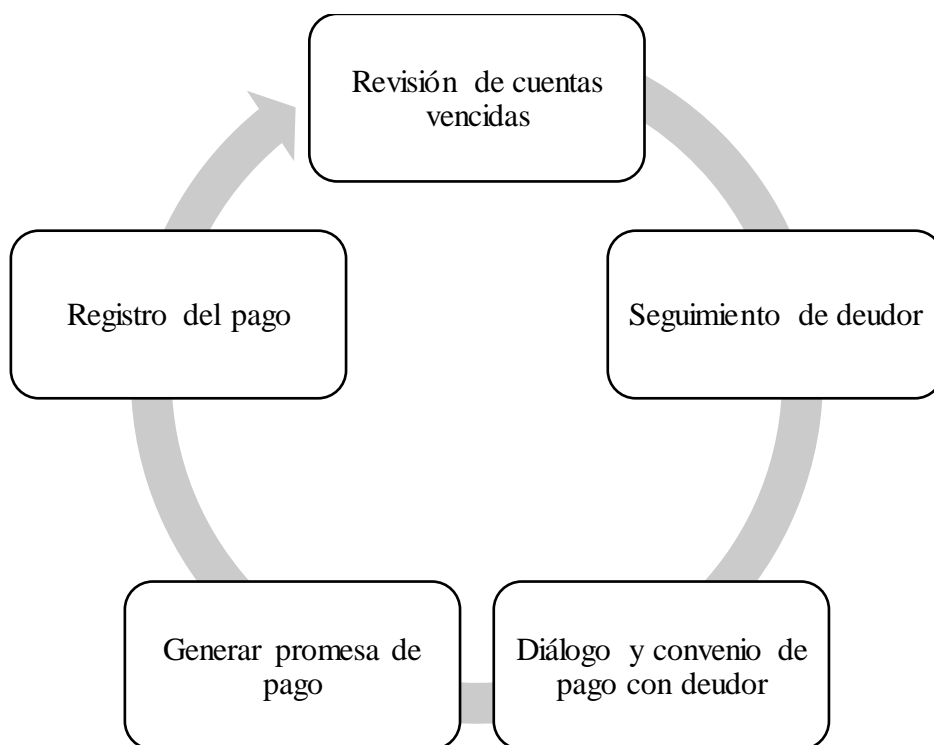 Revisión de cuentas
vencidas
Seguimiento de deudor
Diálogo y convenio de
pago con deudor
Generar promesa de
pago
Registro del pago